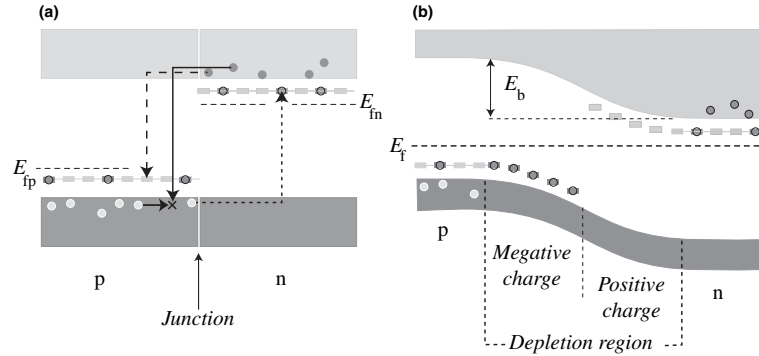 (a)
E_fn
E_fp
p
n
Junction
(b)
E_b
E_f
p
Megative
charge
Positive
charge
n
Depletion region